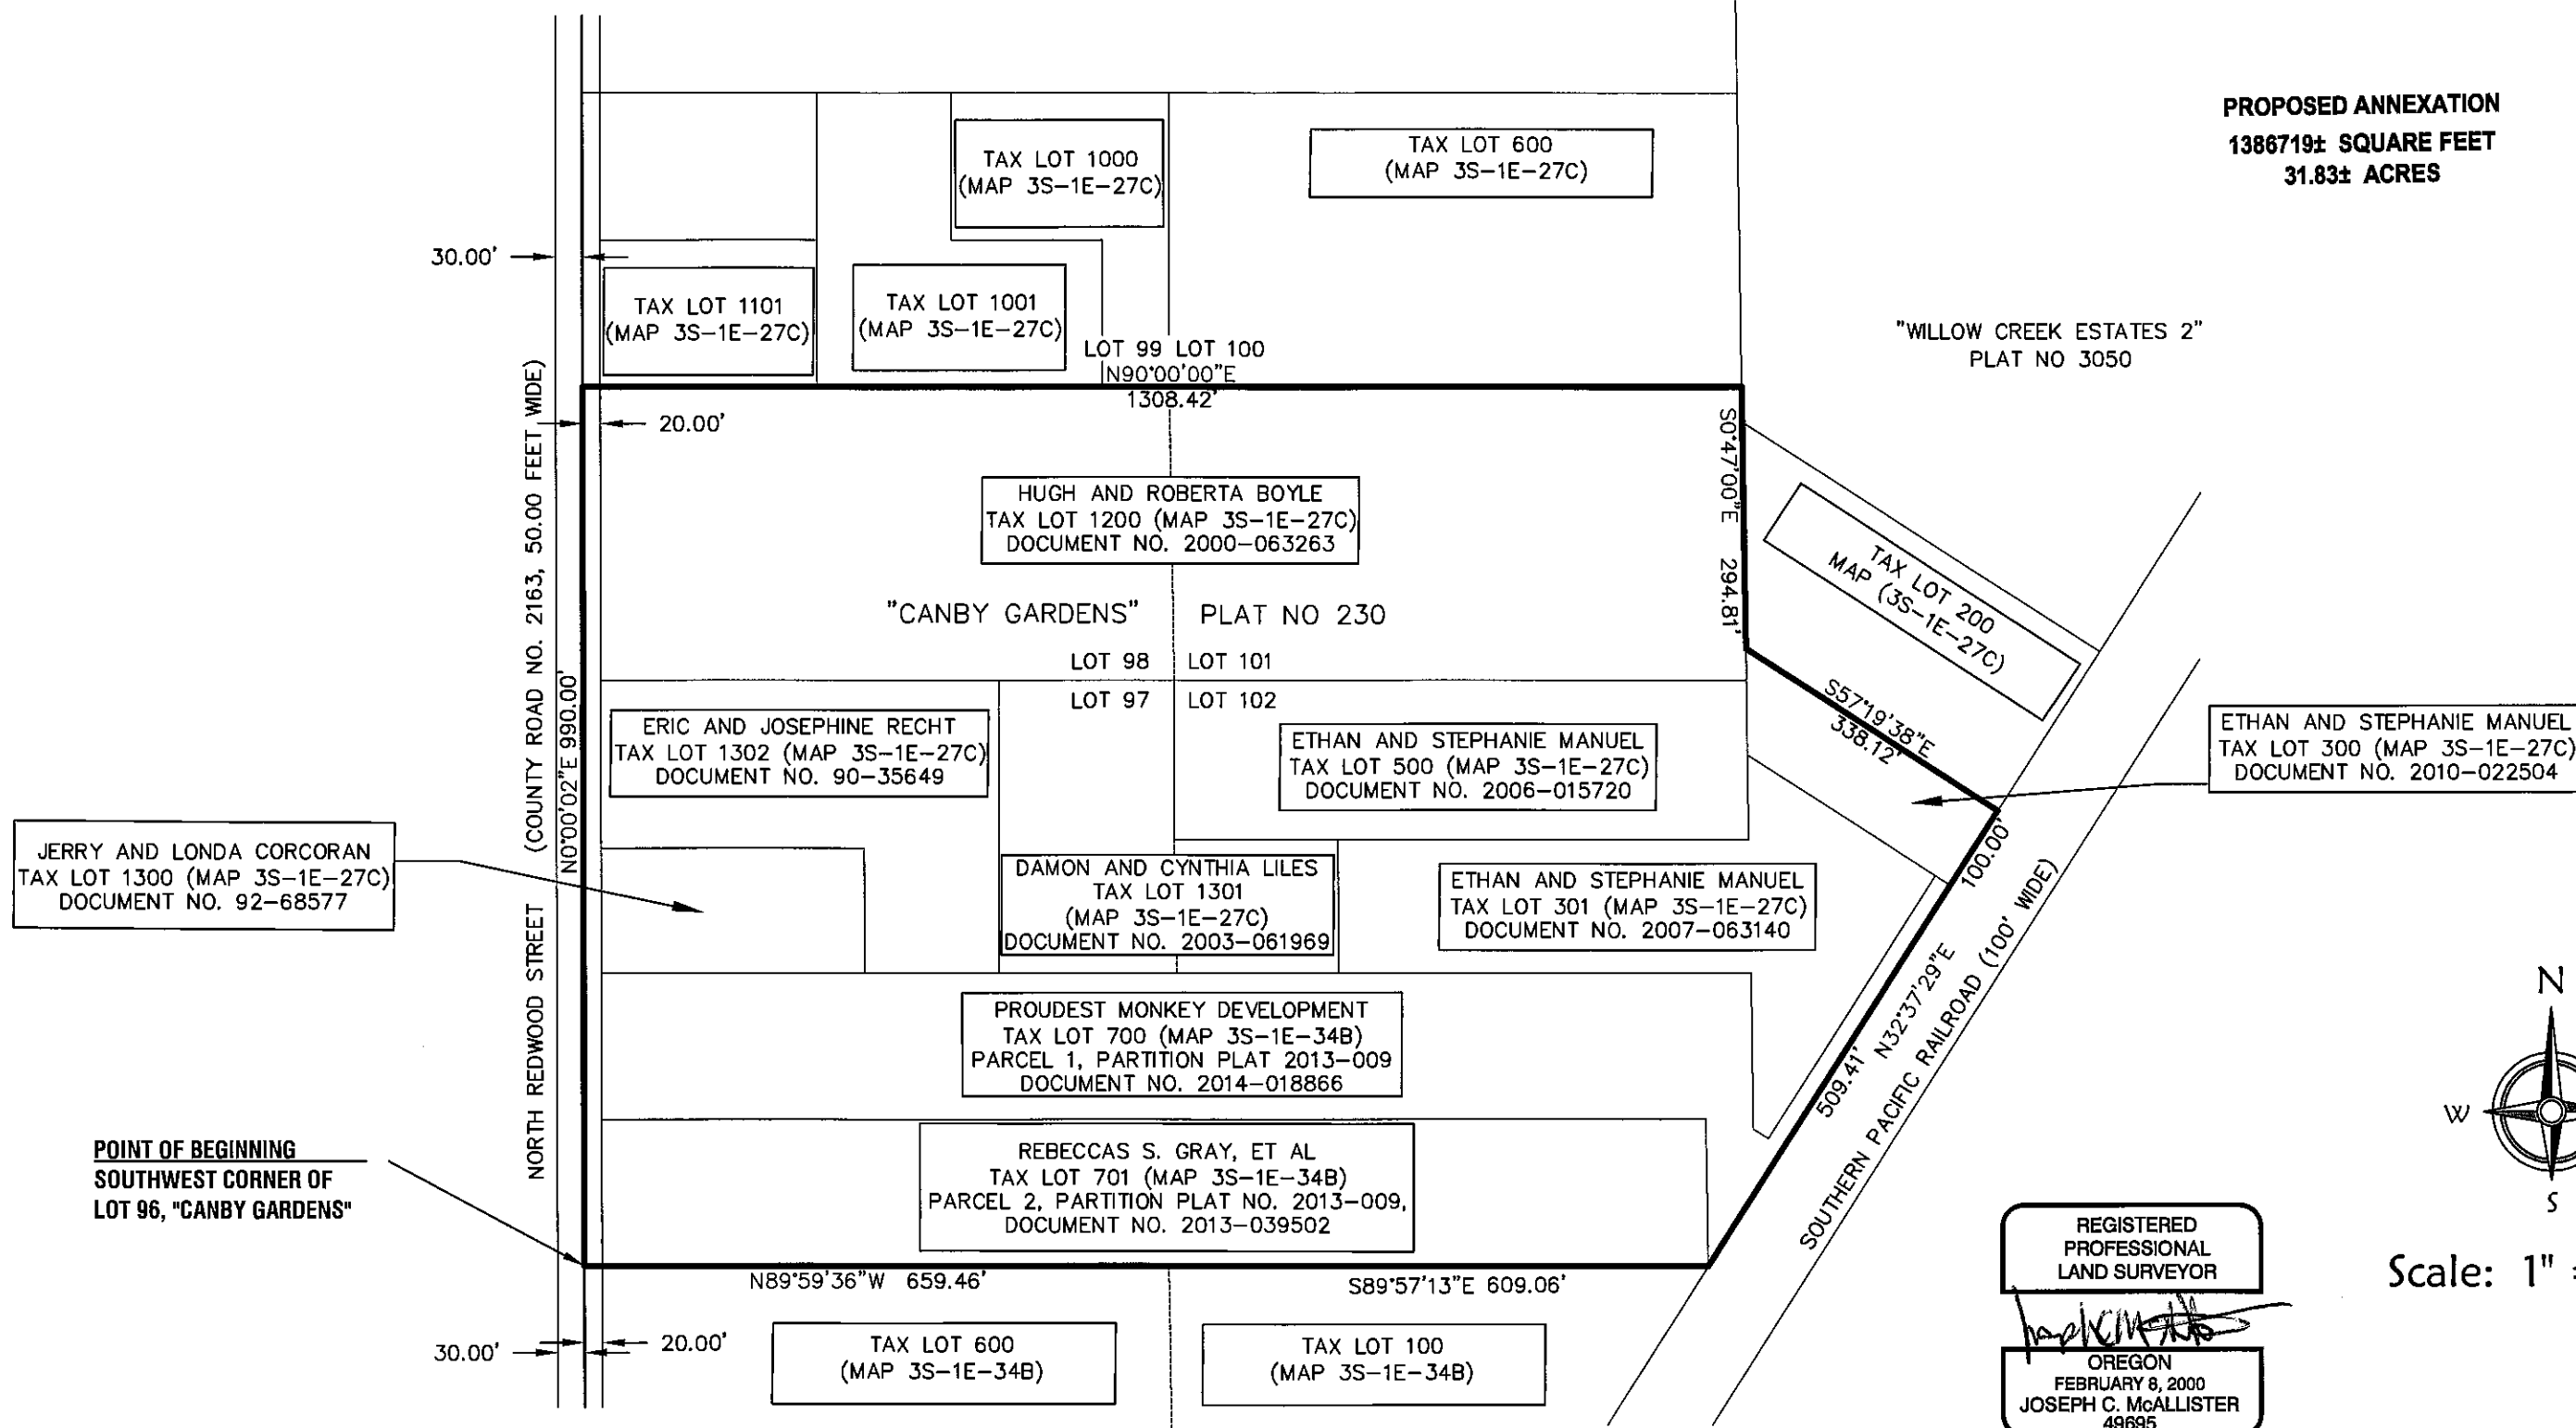 PROPOSED ANNEXATION
1386719± SQUARE FEET
31.83± ACRES
TAX LOT 1000
(MAP 3S-1E-27C)
TAX LOT 600
(MAP 3S-1E-27C)
30.00'
TAX LOT 1101
(MAP 3S-1E-27C)
TAX LOT 1001
(MAP 3S-1E-27C)
"WILLOW CREEK ESTATES 2"
PLAT NO 3050
LOT 99 LOT 100
N90°00'00"E
1308.42'
20.00'
NORTH REDWOOD STREET (COUNTY ROAD NO. 2163, 50.00 FEET WIDE)
N0°00'02"E 990.00'
HUGH AND ROBERTA BOYLE
TAX LOT 1200 (MAP 3S-1E-27C)
DOCUMENT NO. 2000-063263
S0°47'00"E 294.81'
TAX LOT 200
MAP (3S-1E-27C)
"CANBY GARDENS" PLAT NO 230
LOT 98 LOT 101
LOT 97 LOT 102
S57°19'38"E
338.12'
ERIC AND JOSEPHINE RECHT
TAX LOT 1302 (MAP 3S-1E-27C)
DOCUMENT NO. 90-35649
ETHAN AND STEPHANIE MANUEL
TAX LOT 500 (MAP 3S-1E-27C)
DOCUMENT NO. 2006-015720
ETHAN AND STEPHANIE MANUEL
TAX LOT 300 (MAP 3S-1E-27C)
DOCUMENT NO. 2010-022504
JERRY AND LONDA CORCORAN
TAX LOT 1300 (MAP 3S-1E-27C)
DOCUMENT NO. 92-68577
DAMON AND CYNTHIA LILES
TAX LOT 1301
(MAP 3S-1E-27C)
DOCUMENT NO. 2003-061969
ETHAN AND STEPHANIE MANUEL
TAX LOT 301 (MAP 3S-1E-27C)
DOCUMENT NO. 2007-063140
100.00'
509.41' N32°37'29"E
SOUTHERN PACIFIC RAILROAD (100' WIDE)
PROUDEST MONKEY DEVELOPMENT
TAX LOT 700 (MAP 3S-1E-34B)
PARCEL 1, PARTITION PLAT 2013-009
DOCUMENT NO. 2014-018866
N
W
S
POINT OF BEGINNING
SOUTHWEST CORNER OF
LOT 96, "CANBY GARDENS"
REBECCAS S. GRAY, ET AL
TAX LOT 701 (MAP 3S-1E-34B)
PARCEL 2, PARTITION PLAT NO. 2013-009,
DOCUMENT NO. 2013-039502
N89°59'36"W 659.46'
S89°57'13"E 609.06'
30.00'
20.00'
TAX LOT 600
(MAP 3S-1E-34B)
TAX LOT 100
(MAP 3S-1E-34B)
REGISTERED
PROFESSIONAL
LAND SURVEYOR
Scale: 1"
OREGON
FEBRUARY 8, 2000
JOSEPH C. McALLISTER
49695